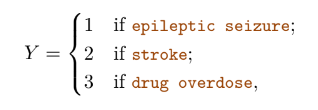 1 if epileptic seizure;
Y = 2 if stroke;
3 if drug overdose,